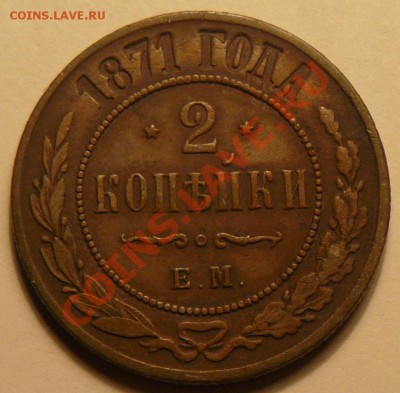 COINS.LAVE.RU
1871 ГОДА
2
КОПѢЙКИ
Е.М.
COINS.LAVE.RU